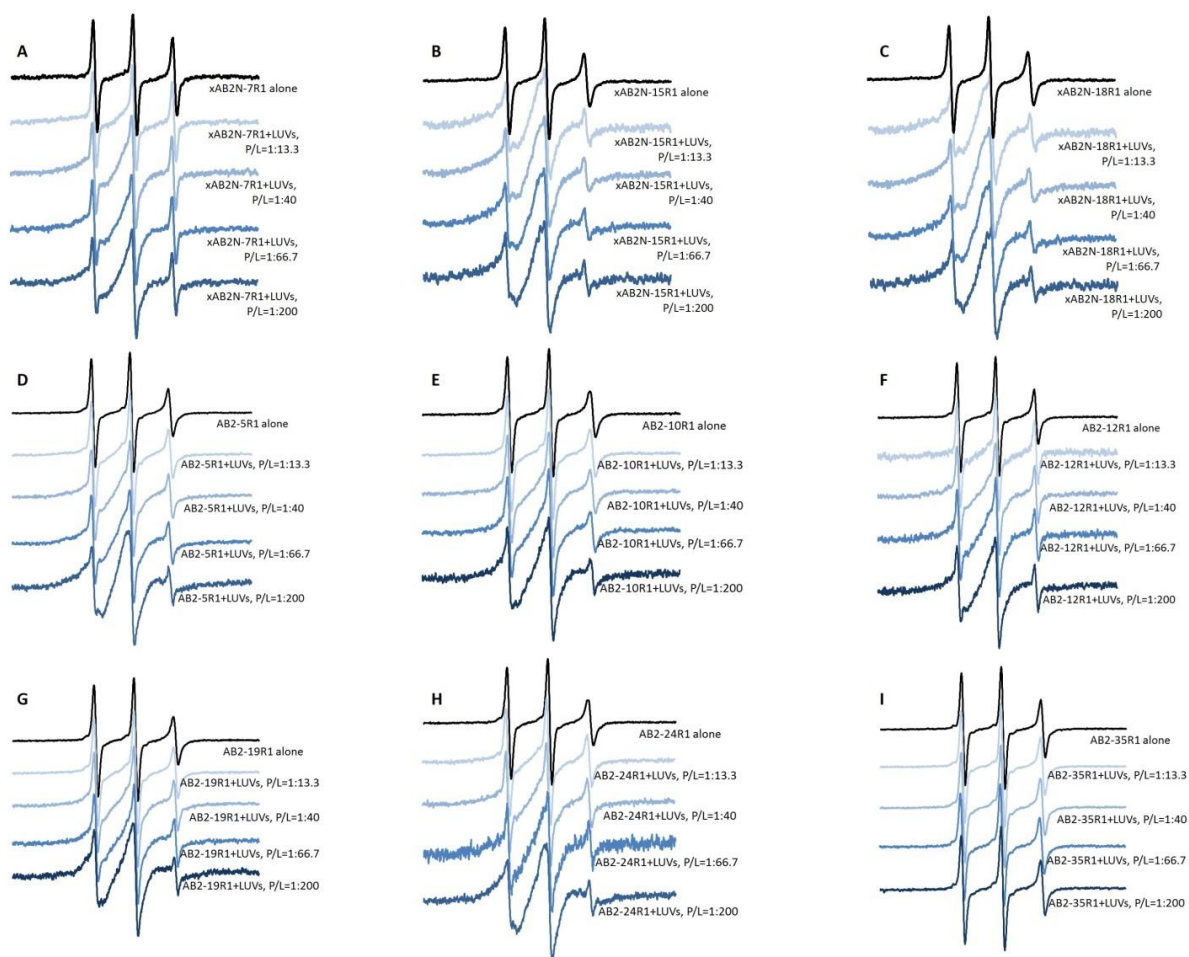 A
xAB2N-7R1 alone
xAB2N-7R1+LUVs,
P/L=1:13.3
xAB2N-7R1+LUVs,
P/L=1:40
xAB2N-7R1+LUVs,
P/L=1:66.7
xAB2N-7R1+LUVs,
P/L=1:200
B
xAB2N-15R1 alone
xAB2N-15R1+LUVs,
P/L=1:13.3
xAB2N-15R1+LUVs,
P/L=1:40
xAB2N-15R1+LUVs,
P/L=1:66.7
xAB2N-15R1+LUVs,
P/L=1:200
C
xAB2N-18R1 alone
xAB2N-18R1+LUVs,
P/L=1:13.3
xAB2N-18R1+LUVs,
P/L=1:40
xAB2N-18R1+LUVs,
P/L=1:66.7
xAB2N-18R1+LUVs,
P/L=1:200
D
AB2-5R1 alone
AB2-5R1+LUVs, P/L=1:13.3
AB2-5R1+LUVs, P/L=1:40
AB2-5R1+LUVs, P/L=1:66.7
AB2-5R1+LUVs, P/L=1:200
E
AB2-10R1 alone
AB2-10R1+LUVs, P/L=1:13.3
AB2-10R1+LUVs, P/L=1:40
AB2-10R1+LUVs, P/L=1:66.7
AB2-10R1+LUVs, P/L=1:200
F
AB2-12R1 alone
AB2-12R1+LUVs, P/L=1:13.3
AB2-12R1+LUVs, P/L=1:40
AB2-12R1+LUVs, P/L=1:66.7
AB2-12R1+LUVs, P/L=1:200
G
AB2-19R1 alone
AB2-19R1+LUVs, P/L=1:13.3
AB2-19R1+LUVs, P/L=1:40
AB2-19R1+LUVs, P/L=1:66.7
AB2-19R1+LUVs, P/L=1:200
H
AB2-24R1 alone
AB2-24R1+LUVs, P/L=1:13.3
AB2-24R1+LUVs, P/L=1:40
AB2-24R1+LUVs, P/L=1:66.7
AB2-24R1+LUVs, P/L=1:200
I
AB2-35R1 alone
AB2-35R1+LUVs, P/L=1:13.3
AB2-35R1+LUVs, P/L=1:40
AB2-35R1+LUVs, P/L=1:66.7
AB2-35R1+LUVs, P/L=1:200